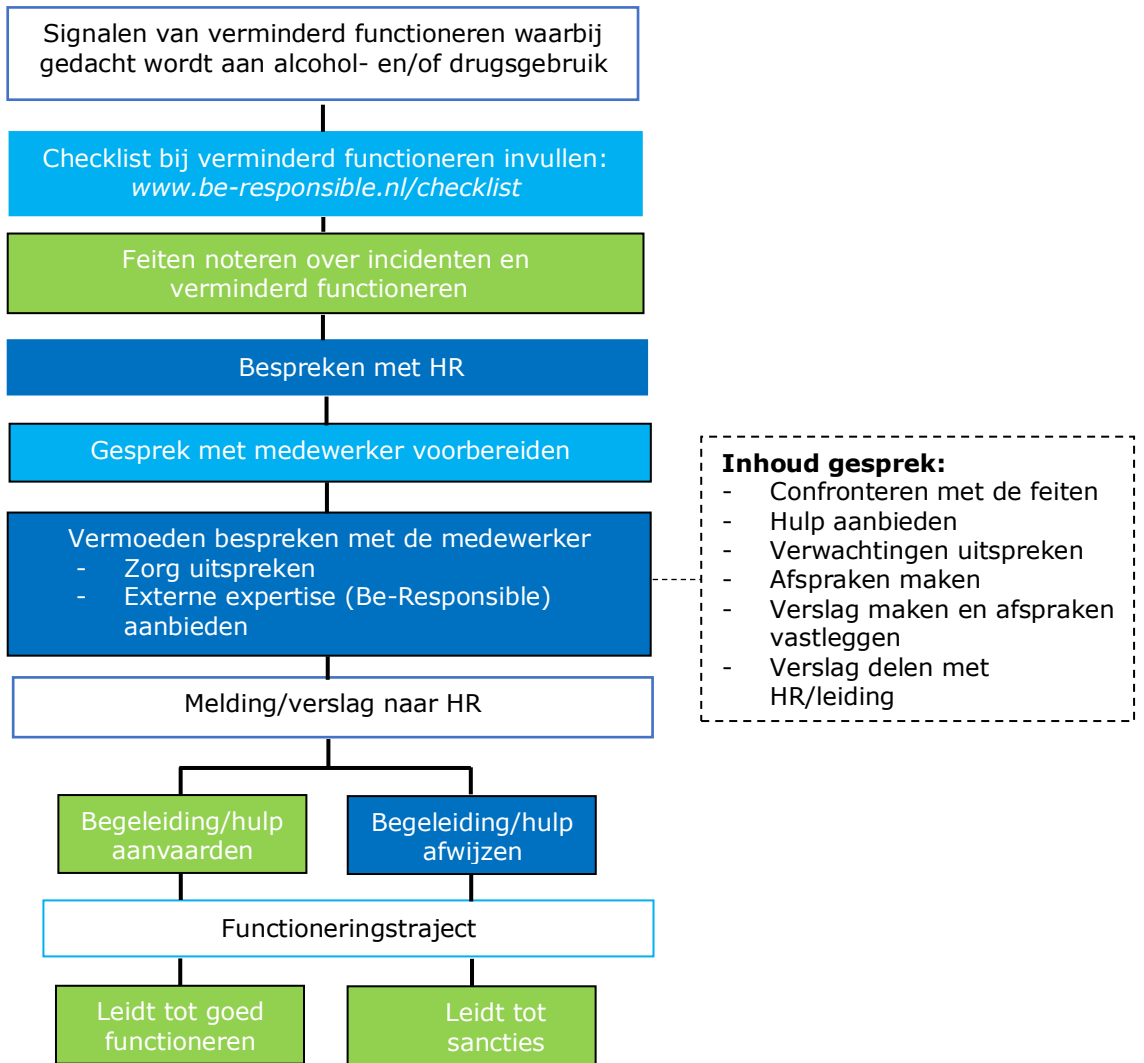 Signalen van verminderd functioneren waarbij
gedacht wordt aan alcohol- en/of drugsgebruik
Checklist bij verminderd functioneren invullen:
www.be-responsible.nl/checklist
Feiten noteren over incidenten en
verminderd functioneren
Bespreken met HR
Gesprek met medewerker voorbereiden
Vermoeden bespreken met de medewerker
- Zorg uitspreken
- Externe expertise (Be-Responsible)
aanbieden
Inhoud gesprek:
- Confronteren met de feiten
- Hulp aanbieden
- Verwachtingen uitspreken
- Afspraken maken
- Verslag maken en afspraken
vastleggen
- Verslag delen met
HR/leiding
Melding/verslag naar HR
Begeleiding/hulp
aanvaarden
Begeleiding/hulp
afwijzen
Functioneringstraject
Leidt tot goed
functioneren
Leidt tot
sancties